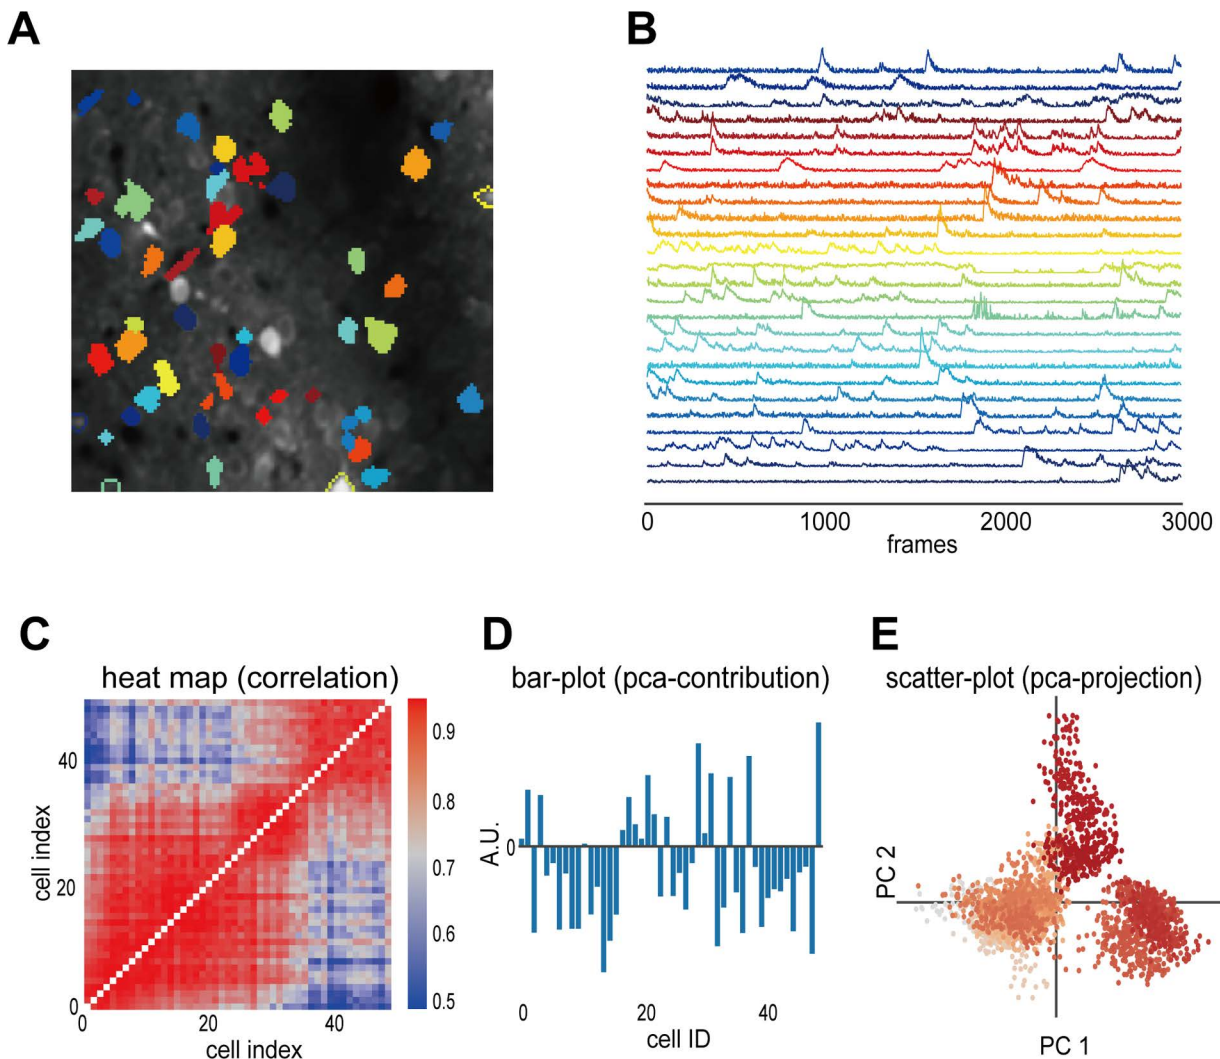 A
B
0 1000 2000 3000
frames
C
heat map (correlation)
40
20
0
cell index
0 20 40
cell index
0.9
0.8
0.7
0.6
0.5
D
bar-plot (pca-contribution)
A.U.
0
0 20 40
cell ID
E
scatter-plot (pca-projection)
PC 2
PC 1